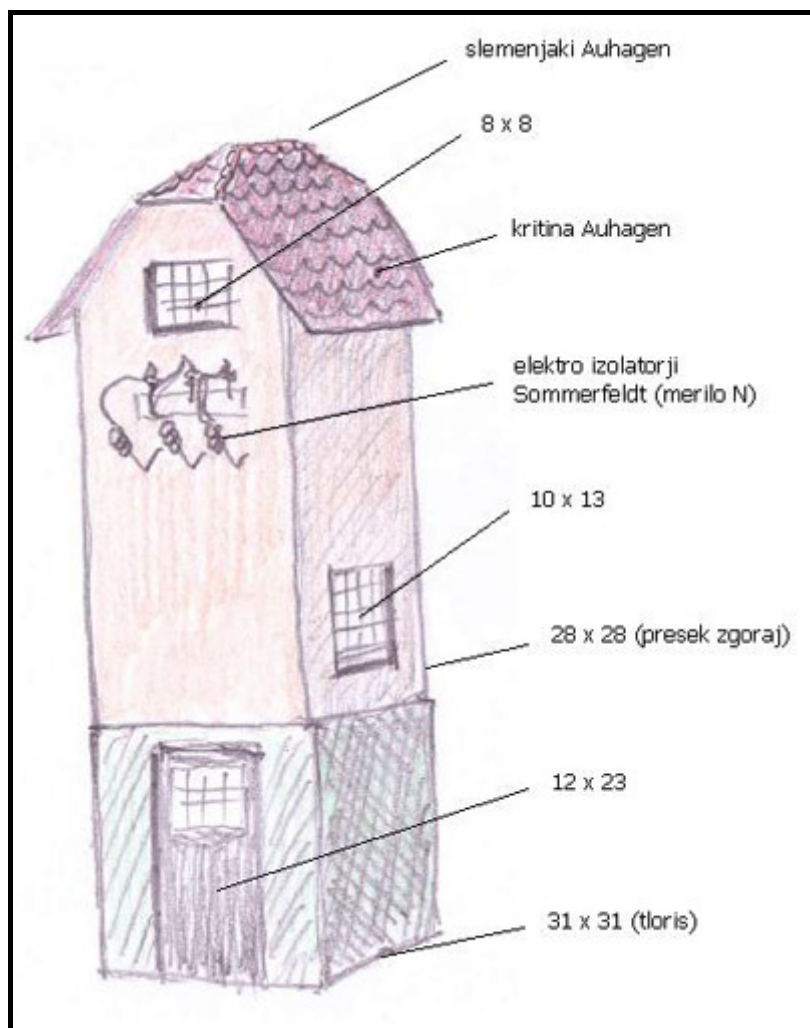 slemenjaki Auhagen
8 x 8
kritina Auhagen
elektro izolatorji
Sommerfeldt (merilo N)
10 x 13
28 x 28 (presek zgoraj)
12 x 23
31 x 31 (tloris)